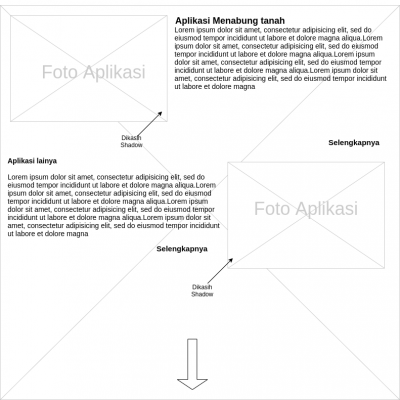 Aplikasi Menabung tanah
Lorem ipsum dolor sit amet, consectetur adipisicing elit, sed do
eiusmod tempor incididunt ut labore et dolore magna aliqua.Lorem
ipsum dolor sit amet, consectetur adipisicing elit, sed do eiusmod
tempor incididunt ut labore et dolore magna aliqua.Lorem ipsum
dolor sit amet, consectetur adipisicing elit, sed do eiusmod tempor
incididunt ut labore et dolore magna aliqua.Lorem ipsum dolor sit
amet, consectetur adipisicing elit, sed do eiusmod tempor incididunt
ut labore et dolore magna
Foto Aplikasi
Dikasih
Shadow
Selengkapnya
Aplikasi lainya
Lorem ipsum dolor sit amet, consectetur adipisicing elit, sed do
eiusmod tempor incididunt ut labore et dolore magna aliqua.Lorem
ipsum dolor sit amet, consectetur adipisicing elit, sed do eiusmod
tempor incididunt ut labore et dolore magna aliqua.Lorem ipsum
dolor sit amet, consectetur adipisicing elit, sed do eiusmod tempor
incididunt ut labore et dolore magna aliqua.Lorem ipsum dolor sit
amet, consectetur adipisicing elit, sed do eiusmod tempor incididunt
ut labore et dolore magna
Foto Aplikasi
Selengkapnya
Dikasih
Shadow